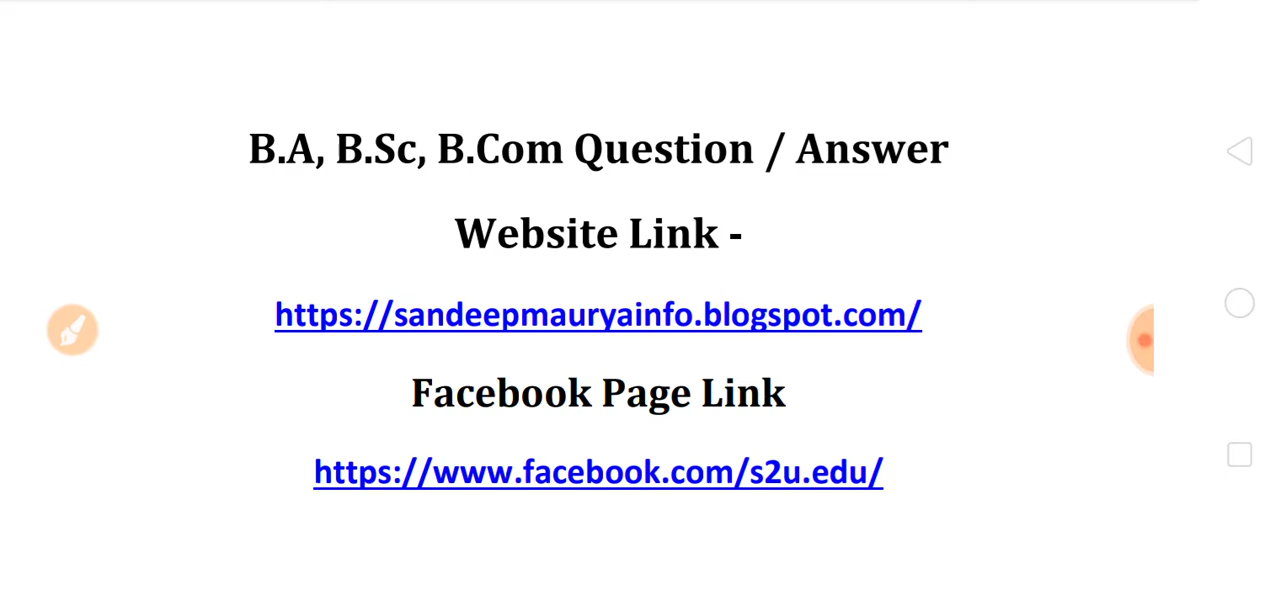 B.A, B.Sc, B.Com Question / Answer
Website Link -
https://sandeepmauryainfo.blogspot.com/
Facebook Page Link
https://www.facebook.com/s2u.edu/